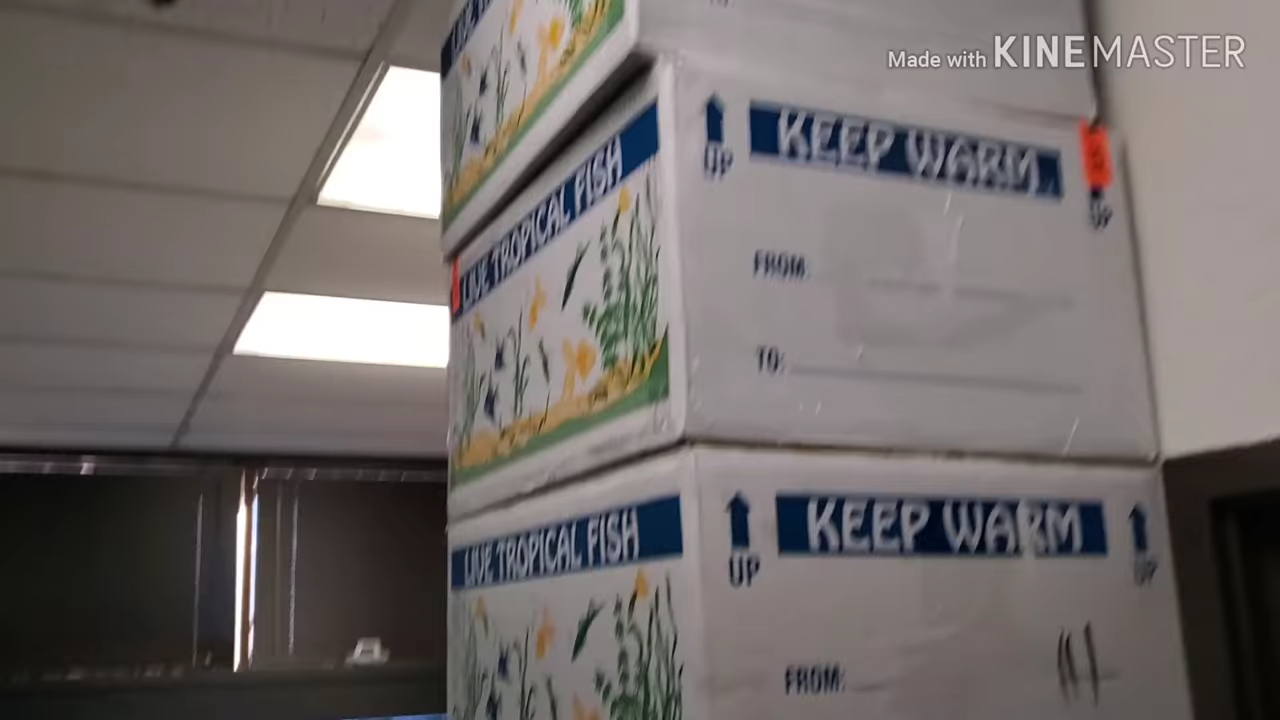 Made with KINEMASTER
LIVE TROPICAL FISH
UP
KEEP WARM
UP
FROM:
TO:
LIVE TROPICAL FISH
UP
KEEP WARM
UP
FROM: